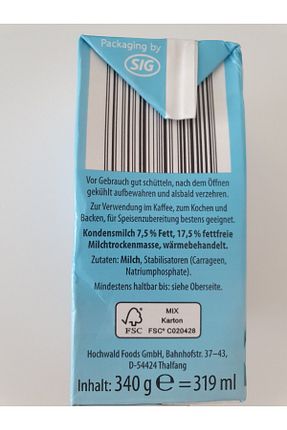 Packaging by
SIG
Vor Gebrauch gut schütteln, nach dem Öffnen
gekühlt aufbewahren und alsbald verzehren.
Zur Verwendung im Kaffee, zum Kochen und
Backen, für Speisenzubereitung bestens geeignet.
Kondensmilch 7,5 % Fett, 17,5 % fettfreie
Milchtrockenmasse, wärmebehandelt.
Zutaten: Milch, Stabilisatoren (Carrageen,
Natriumphosphate).
Mindestens haltbar bis: siehe Oberseite.
FSC
MIX
Karton
FSC® C020428
Hochwald Foods GmbH, Bahnhofstr. 37–43,
D-54424 Thalfang
Inhalt: 340 g ℮ = 319 ml